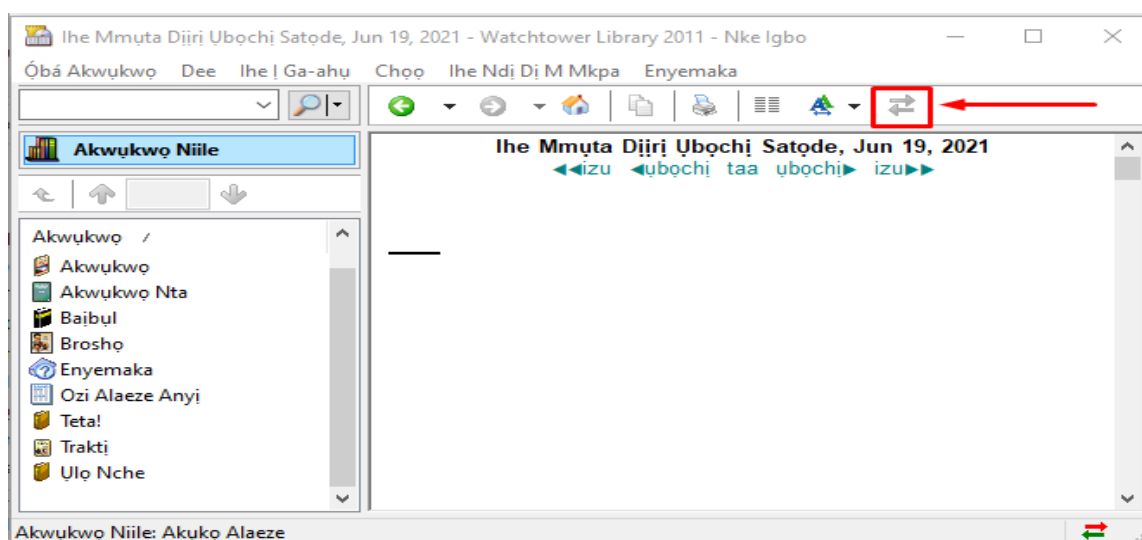 Ihe Mmụta Dịịrị Ụbọchị Satọde, Jun 19, 2021 - Watchtower Library 2011 - Nke Igbo
Ọ́bá Akwụkwọ Dee Ihe Ị Ga-ahụ Chọọ Ihe Ndị Dị M Mkpa Enyemaka
Akwụkwọ Niile
Akwụkwọ
Akwụkwọ
Akwụkwọ Nta
Baịbụl
Broshọ
Enyemaka
Ozi Alaeze Anyị
Teta!
Traktị
Ụlọ Nche
Ihe Mmụta Dịịrị Ụbọchị Satọde, Jun 19, 2021
◄◄izu ◄ụbọchị taa ụbọchị► izu►►
Akwụkwọ Niile: Akụkọ Alaeze